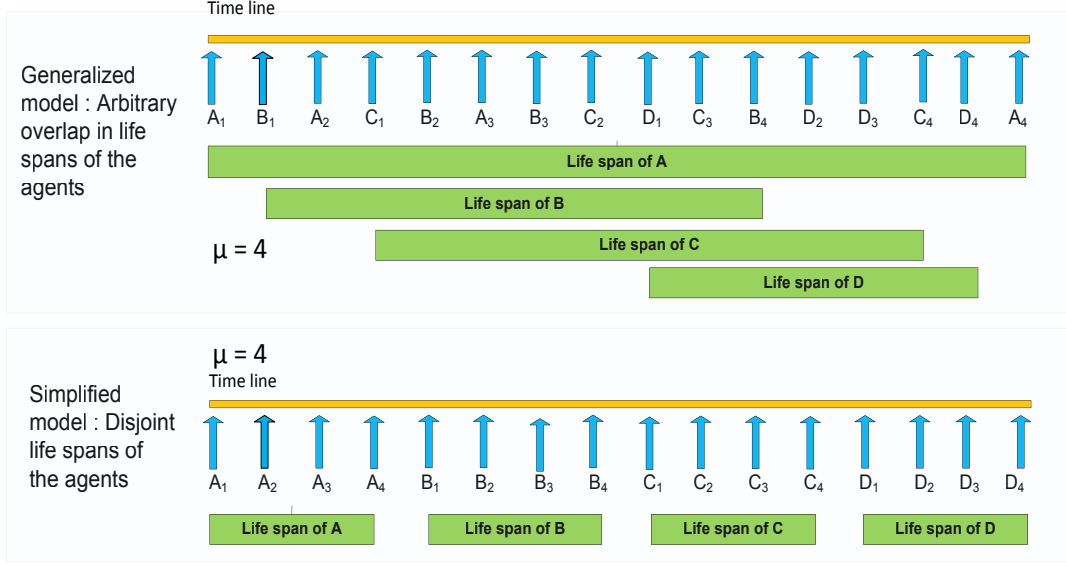 Time line
Generalized
model : Arbitrary
overlap in life
spans of the
agents
A₁ B₁ A₂ C₁ B₂ A₃ B₃ C₂ D₁ C₃ B₄ D₂ D₃ C₄ D₄ A₄
Life span of A
Life span of B
μ = 4
Life span of C
Life span of D
μ = 4
Time line
Simplified
model : Disjoint
life spans of
the agents
A₁ A₂ A₃ A₄ B₁ B₂ B₃ B₄ C₁ C₂ C₃ C₄ D₁ D₂ D₃ D₄
Life span of A Life span of B Life span of C Life span of D